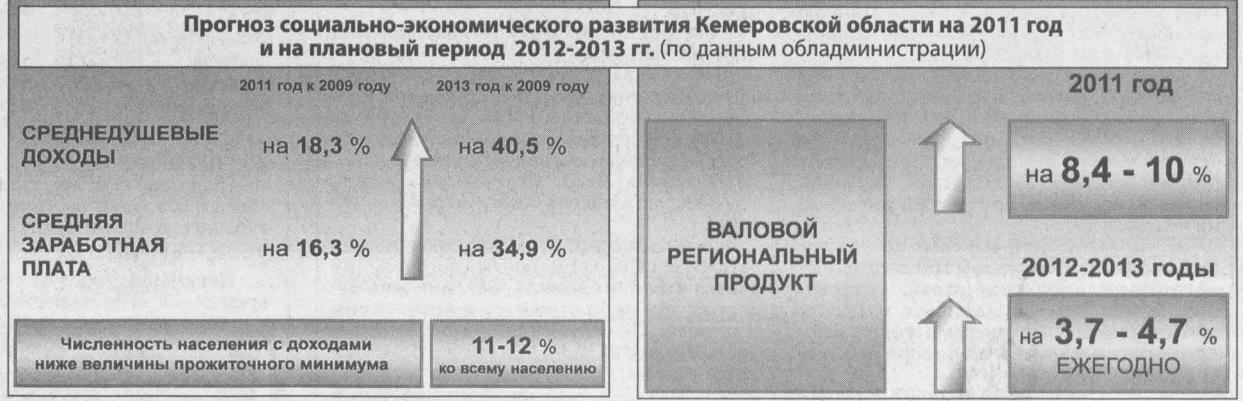 Прогноз социально-экономического развития Кемеровской области на 2011 год
и на плановый период 2012-2013 гг. (по данным обладминистрации)
2011 год к 2009 году
2013 год к 2009 году
СРЕДНЕДУШЕВЫЕ
ДОХОДЫ
на 18,3 %
на 40,5 %
СРЕДНЯЯ
ЗАРАБОТНАЯ
ПЛАТА
на 16,3 %
на 34,9 %
Численность населения с доходами
ниже величины прожиточного минимума
11-12 %
ко всему населению
ВАЛОВОЙ
РЕГИОНАЛЬНЫЙ
ПРОДУКТ
2011 год
на 8,4 - 10 %
2012-2013 годы
на 3,7 - 4,7 %
ЕЖЕГОДНО